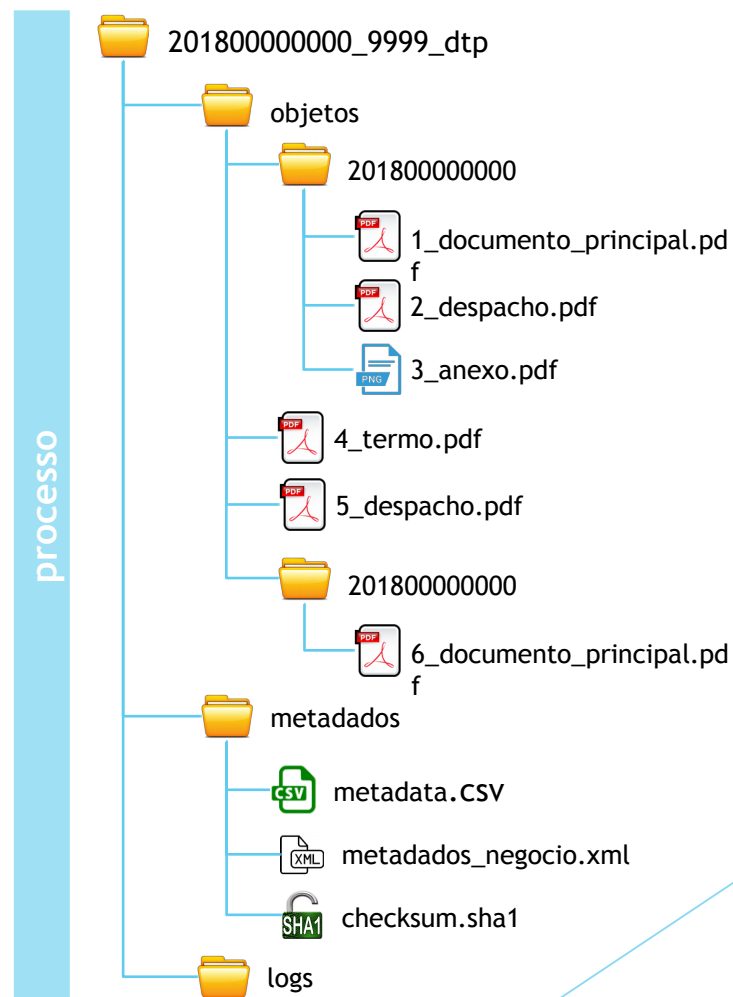 201800000000_9999_dtp
objetos
201800000000
PDF
1_documento_principal.pd
f
PDF
2_despacho.pdf
PNG
3_anexo.pdf
PDF
4_termo.pdf
PDF
5_despacho.pdf
201800000000
PDF
6_documento_principal.pd
f
metadados
CSV
metadata.CSV
XML
metadados_negocio.xml
SHA1
checksum.sha1
logs
processo